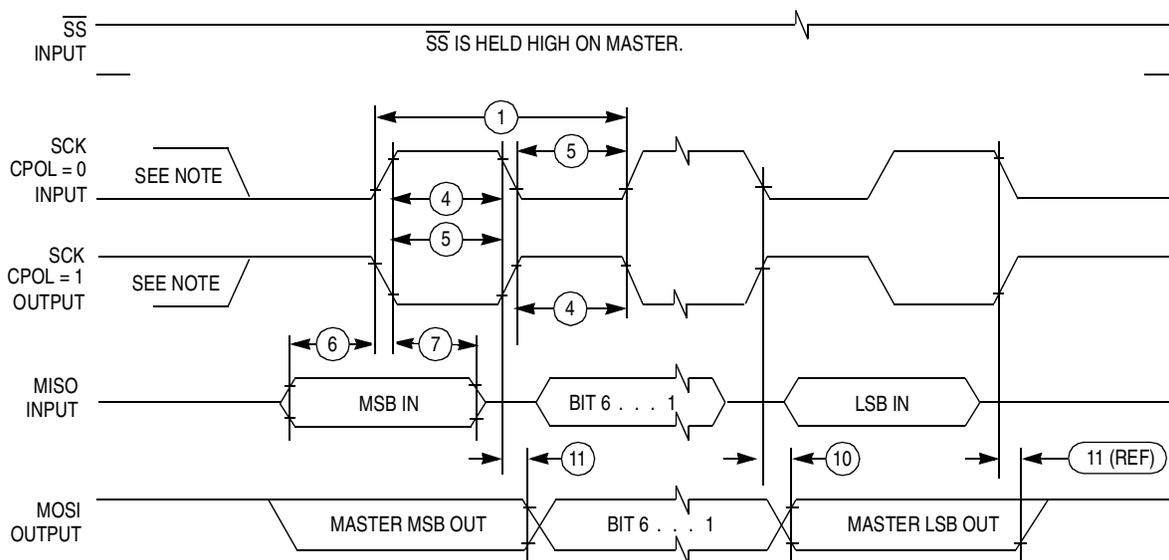 SS
INPUT
SS IS HELD HIGH ON MASTER.
1
SCK
CPOL = 0
INPUT
SEE NOTE
5
4
5
SCK
CPOL = 1
OUTPUT
SEE NOTE
4
6
7
MISO
INPUT
MSB IN
BIT 6 . . . 1
LSB IN
11
10
11 (REF)
MOSI
OUTPUT
MASTER MSB OUT
BIT 6 . . . 1
MASTER LSB OUT